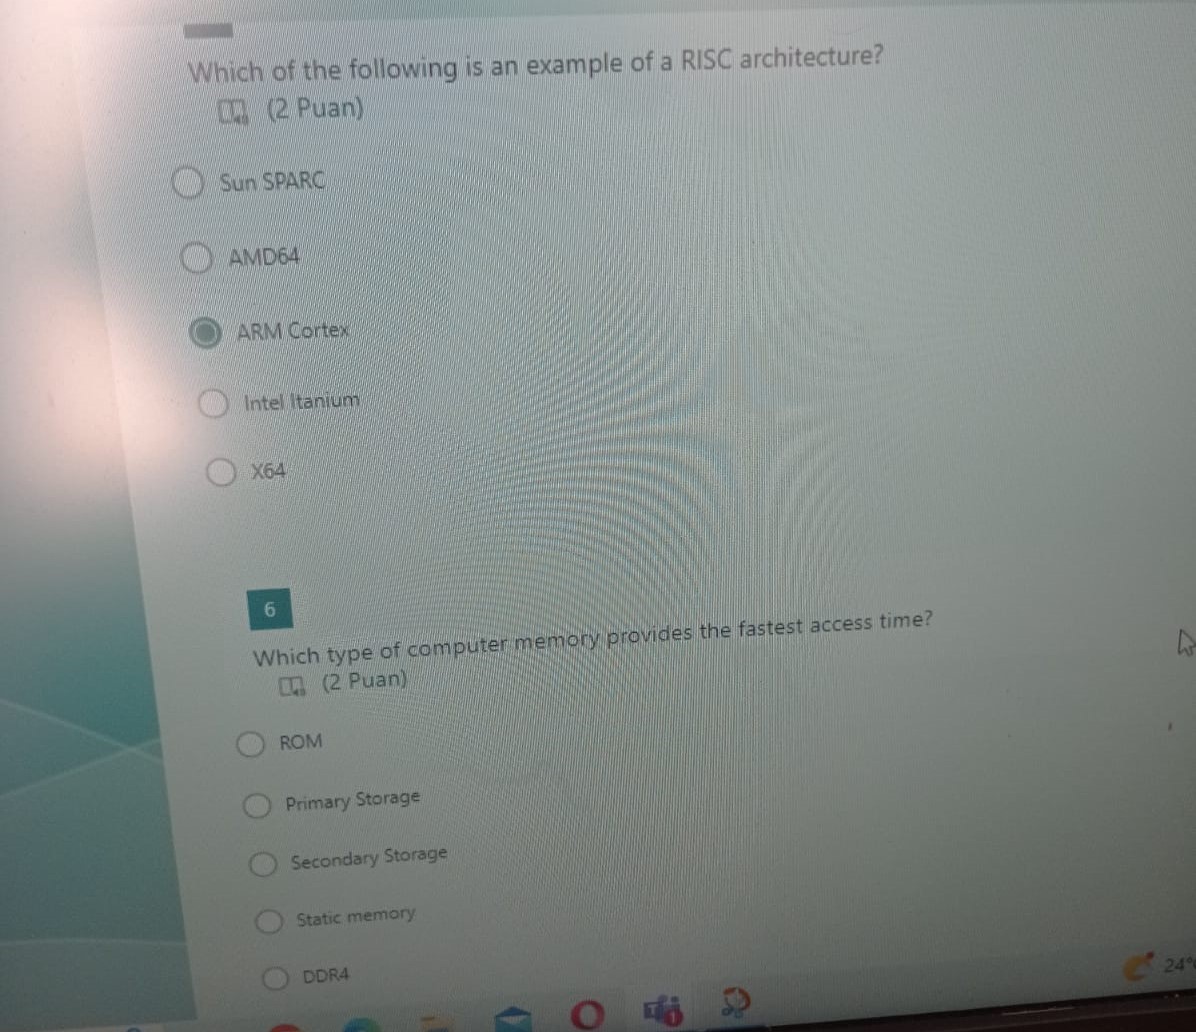 Which of the following is an example of a RISC architecture?
(2 Puan)
Sun SPARC
AMD64
ARM Cortex
Intel Itanium
X64
6
Which type of computer memory provides the fastest access time?
(2 Puan)
ROM
Primary Storage
Secondary Storage
Static memory
DDR4
24°